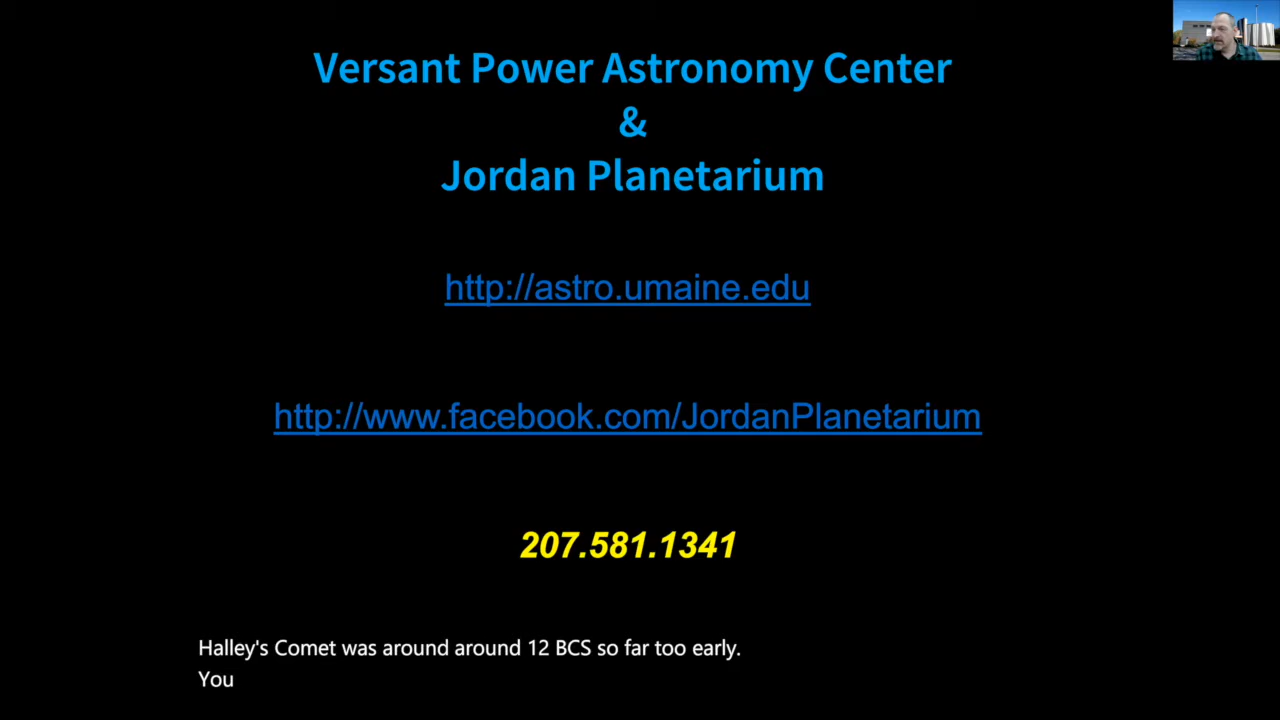 Versant Power Astronomy Center
&
Jordan Planetarium
http://astro.umaine.edu
http://www.facebook.com/JordanPlanetarium
207.581.1341
Halley's Comet was around around 12 BCS so far too early.
You